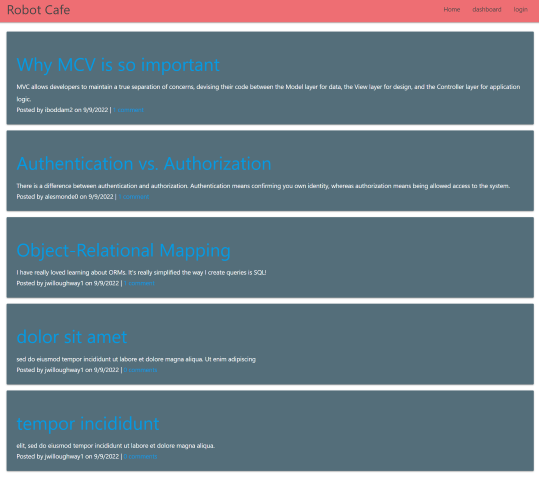 Robot Cafe
Home dashboard login
Why MCV is so important
MVC allows developers to maintain a true separation of concerns, devising their code between the Model layer for data, the View layer for design, and the Controller layer for application
logic.
Posted by iboddam2 on 9/9/2022 | comments
Authentication vs. Authorization
There is a difference between authentication and authorization. Authentication means confirming you own identity, whereas authorization means being allowed access to the system.
Posted by alesmonde0 on 9/9/2022 |
Object-Relational Mapping
I have really loved learning about ORMs. It's really simplified the way I create queries is SQL!
Posted by jwilloughway1 on 9/9/2022 |
dolor sit amet
sed do eiusmod tempor incididunt ut labore et dolore magna aliqua. Ut enim adipiscing
Posted by jwilloughway1 on 9/9/2022 | comments
tempor incididunt
elit, sed do eiusmod tempor incididunt ut labore et dolore magna aliqua.
Posted by jwilloughway1 on 9/9/2022 | comments